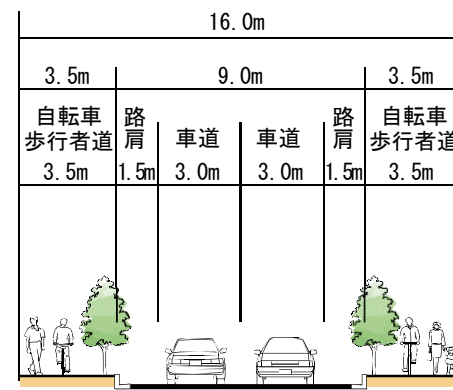 16.0m
3.5m 9.0m 3.5m
自転車 路 路 自転車
歩行者道 肩 車道 車道 肩 歩行者道
3.5m 1.5m 3.0m 3.0m 1.5m 3.5m